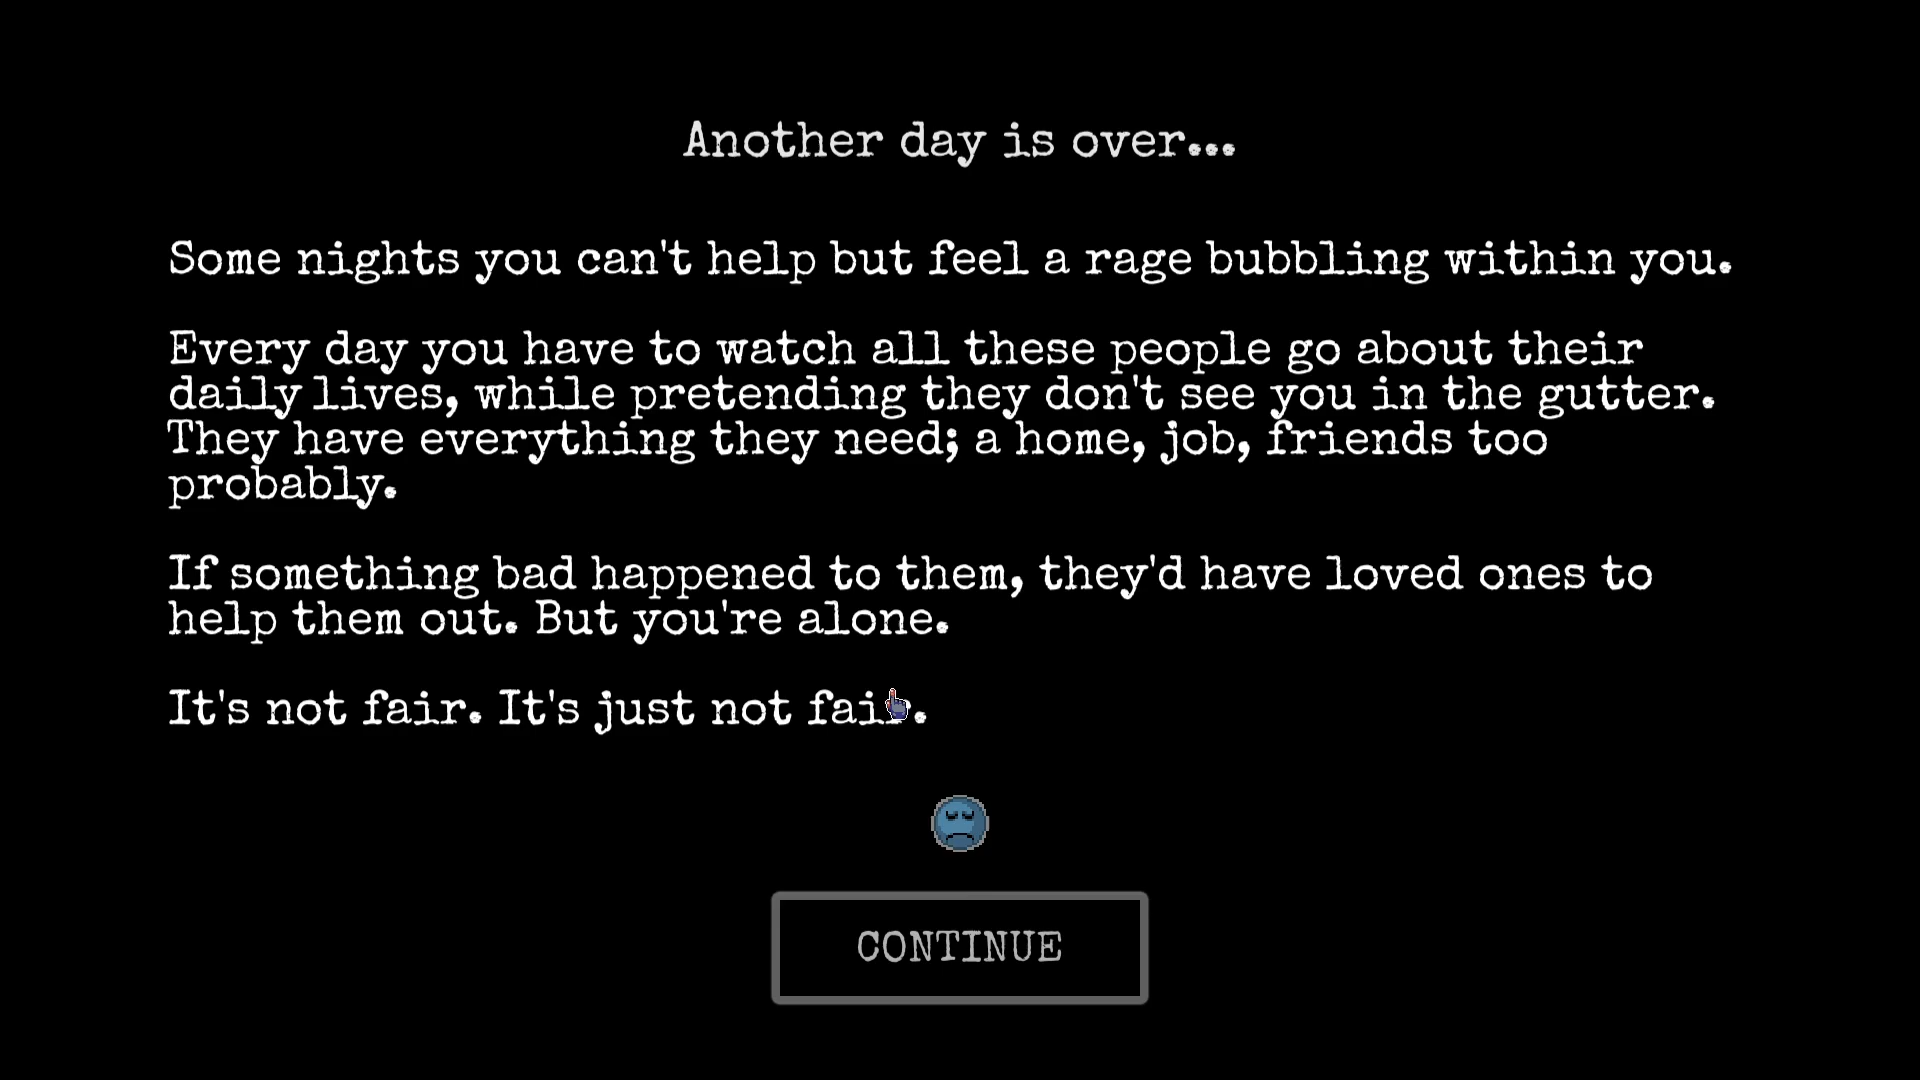 Another day is over...
Some nights you can't help but feel a rage bubbling within you.
Every day you have to watch all these people go about their
daily lives, while pretending they don't see you in the gutter.
They have everything they need; a home, job, friends too
probably.
If something bad happened to them, they'd have loved ones to
help them out. But you're alone.
It's not fair. It's just not fair.
CONTINUE